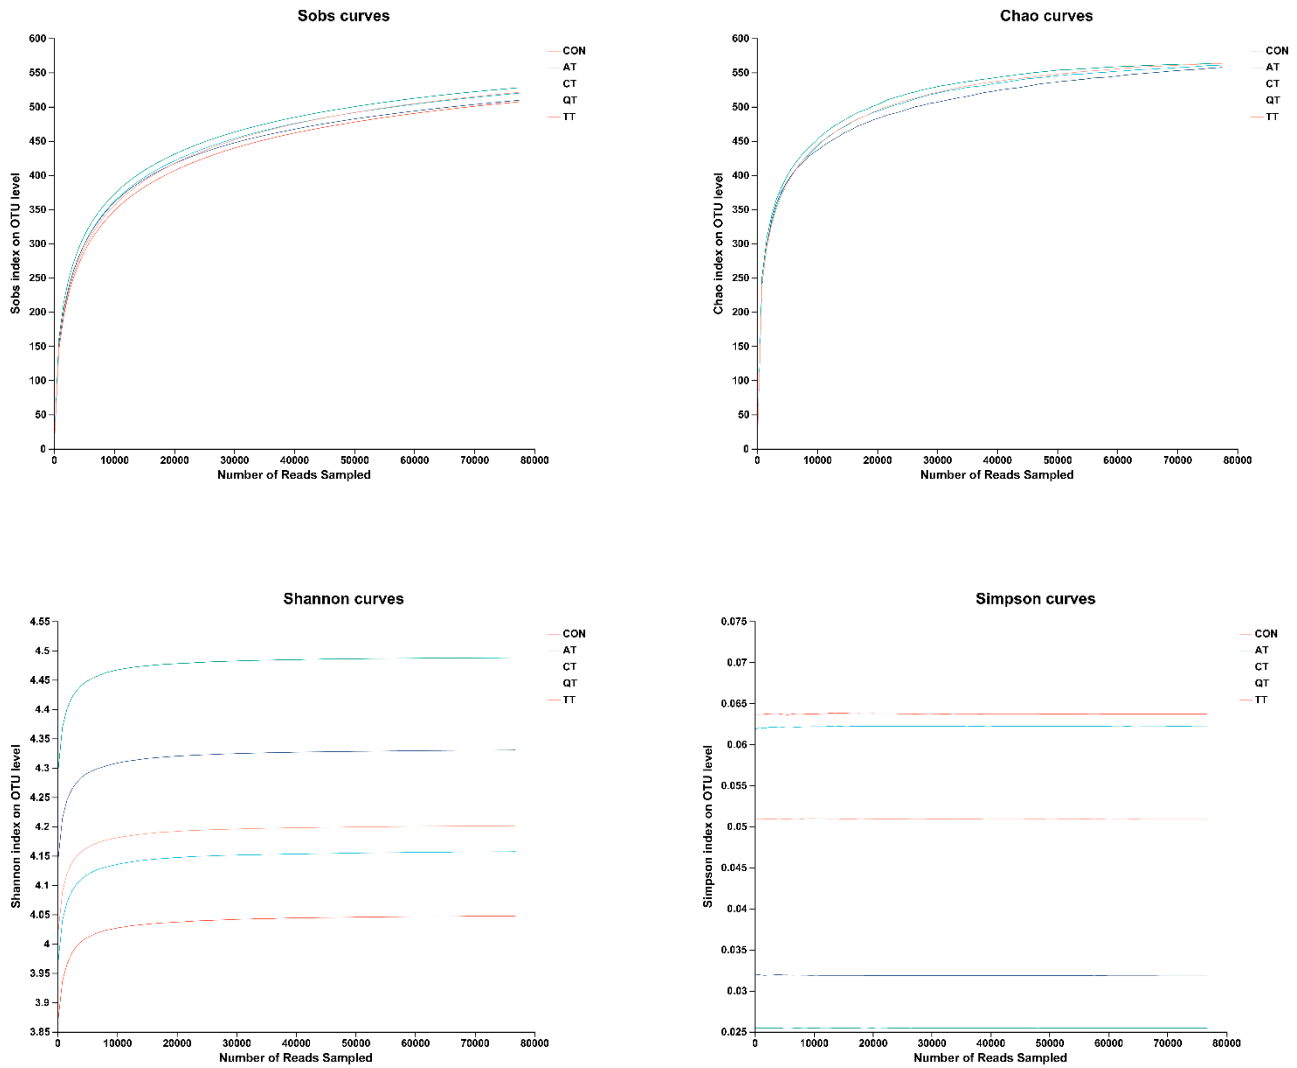 Sobs curves
600
550
500
450
400
350
300
250
200
150
100
50
0
Sobs index on OTU level
0 10000 20000 30000 40000 50000 60000 70000 80000
Number of Reads Sampled
CON
AT
CT
QT
TT
Chao curves
600
550
500
450
400
350
300
250
200
150
100
50
0
Chao index on OTU level
0 10000 20000 30000 40000 50000 60000 70000 80000
Number of Reads Sampled
CON
AT
CT
QT
TT
Shannon curves
4.55
4.5
4.45
4.4
4.35
4.3
4.25
4.2
4.15
4.1
4.05
4
3.95
3.9
3.85
Shannon index on OTU level
0 10000 20000 30000 40000 50000 60000 70000 80000
Number of Reads Sampled
CON
AT
CT
QT
TT
Simpson curves
0.075
0.07
0.065
0.06
0.055
0.05
0.045
0.04
0.035
0.03
0.025
Simpson index on OTU level
0 10000 20000 30000 40000 50000 60000 70000 80000
Number of Reads Sampled
CON
AT
CT
QT
TT